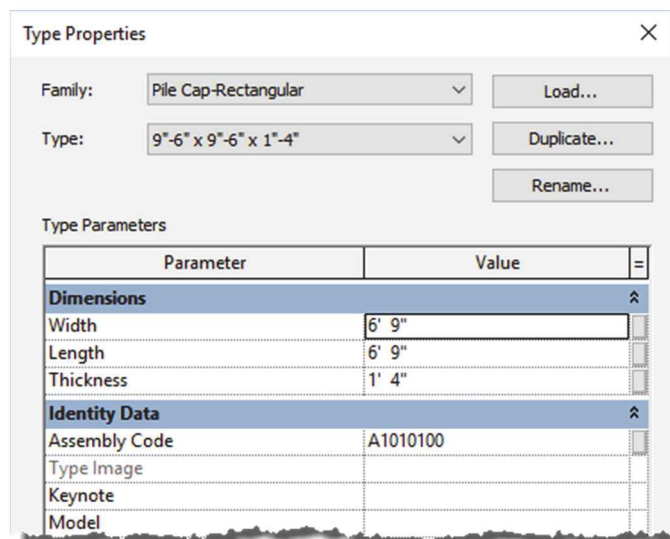 Type Properties
Family: Pile Cap-Rectangular Load...
Type: 9"-6" x 9"-6" x 1"-4" Duplicate...
Rename...
Type Parameters
Parameter Value =
Dimensions
Width 6' 9"
Length 6' 9"
Thickness 1' 4"
Identity Data
Assembly Code A1010100
Type Image
Keynote
Model